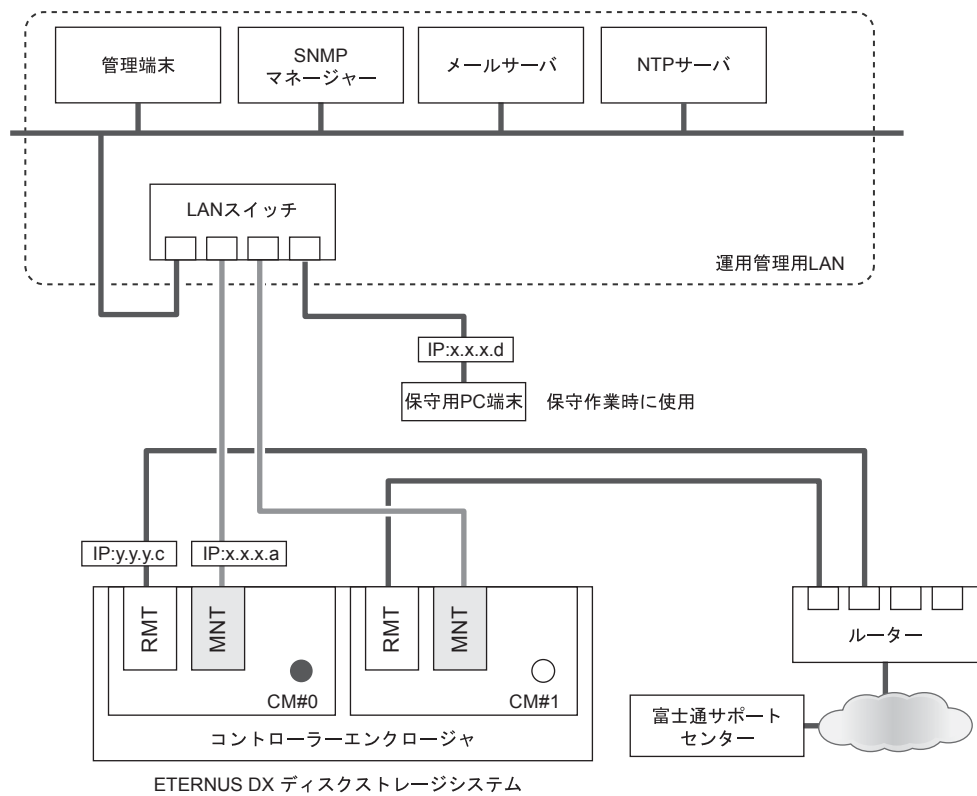 管理端末
SNMP
マネージャー
メールサーバ
NTPサーバ
LANスイッチ
運用管理用LAN
IP:x.x.x.d
保守用PC端末 保守作業時に使用
IP:y.y.y.c
IP:x.x.x.a
RMT
MNT
RMT
MNT
CM#0
CM#1
ルーター
コントローラーエンクロージャ
富士通サポート
センター
ETERNUS DX ディスクストレージシステム